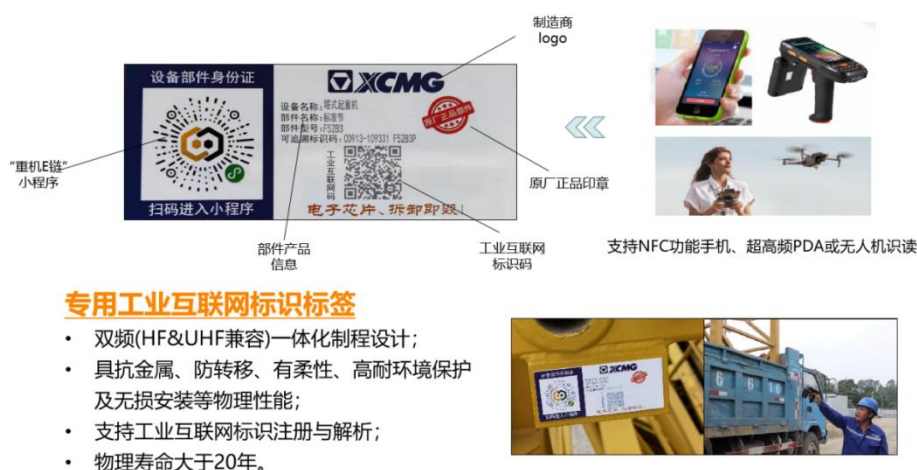 制造商
logo
设备部件身份证
XCMG
设备名称:塔式起重机
部件名称:标准节
部件型号:F52B3
可追溯标识码:C0913-109331 F52B3P
原厂正品部件
工业互联网码
扫码进入小程序
电子芯片、拆卸即毁!
“重机E链”
小程序
原厂正品印章
部件产品
信息
工业互联网
标识码
支持NFC功能手机、超高频PDA或无人机识读
专用工业互联网标识标签
• 双频(HF&UHF兼容)一体化制程设计;
• 具抗金属、防转移、有柔性、高耐环境保护
及无损安装等物理性能;
• 支持工业互联网标识注册与解析;
• 物理寿命大于20年。
XCMG
扫码进入小程序